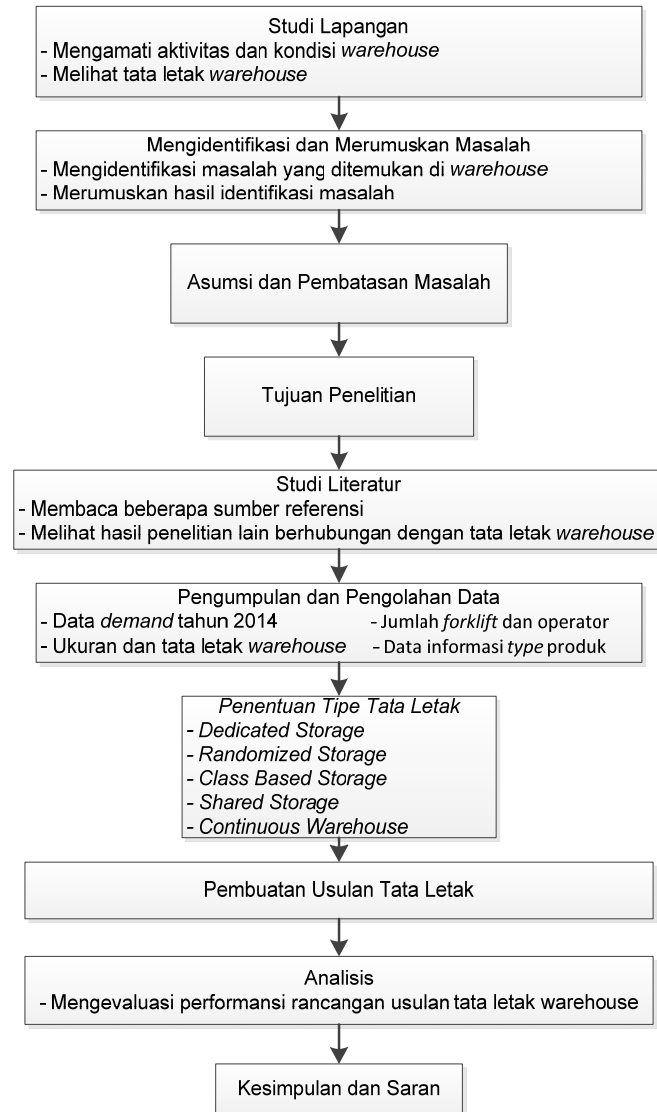 Studi Lapangan
- Mengamati aktivitas dan kondisi warehouse
- Melihat tata letak warehouse
Mengidentifikasi dan Merumuskan Masalah
- Mengidentifikasi masalah yang ditemukan di warehouse
- Merumuskan hasil identifikasi masalah
Asumsi dan Pembatasan Masalah
Tujuan Penelitian
Studi Literatur
- Membaca beberapa sumber referensi
- Melihat hasil penelitian lain berhubungan dengan tata letak warehouse
Pengumpulan dan Pengolahan Data
- Data demand tahun 2014 - Jumlah forklift dan operator
- Ukuran dan tata letak warehouse - Data informasi type produk
Penentuan Tipe Tata Letak
- Dedicated Storage
- Randomized Storage
- Class Based Storage
- Shared Storage
- Continuous Warehouse
Pembuatan Usulan Tata Letak
Analisis
- Mengevaluasi performansi rancangan usulan tata letak warehouse
Kesimpulan dan Saran